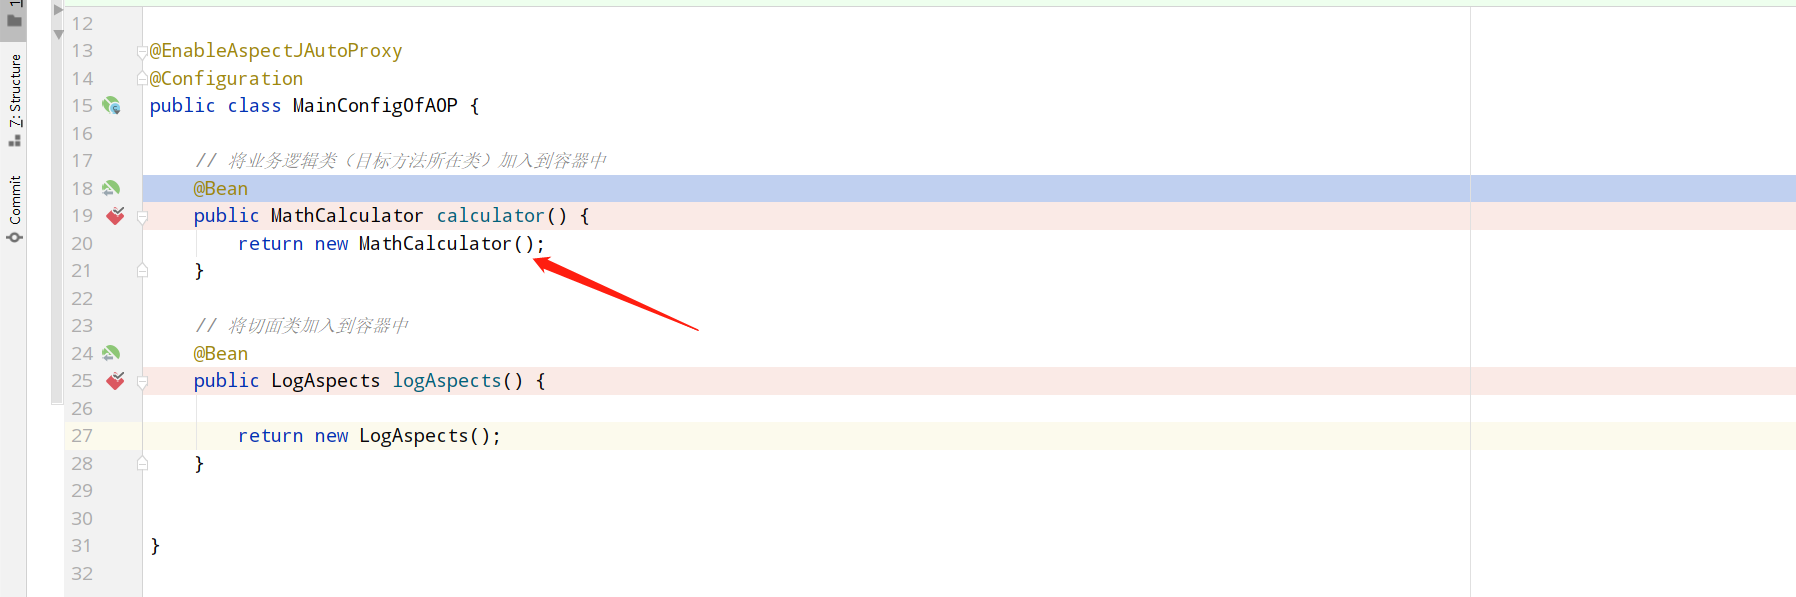 1
7: Structure
Commit
12
13 @EnableAspectJAutoProxy
14 @Configuration
15 public class MainConfigOfAOP {
16
17 // 将业务逻辑类（目标方法所在类）加入到容器中
18 @Bean
19 public MathCalculator calculator() {
20 return new MathCalculator();
21 }
22
23 // 将切面类加入到容器中
24 @Bean
25 public LogAspects logAspects() {
26
27 return new LogAspects();
28 }
29
30
31 }
32